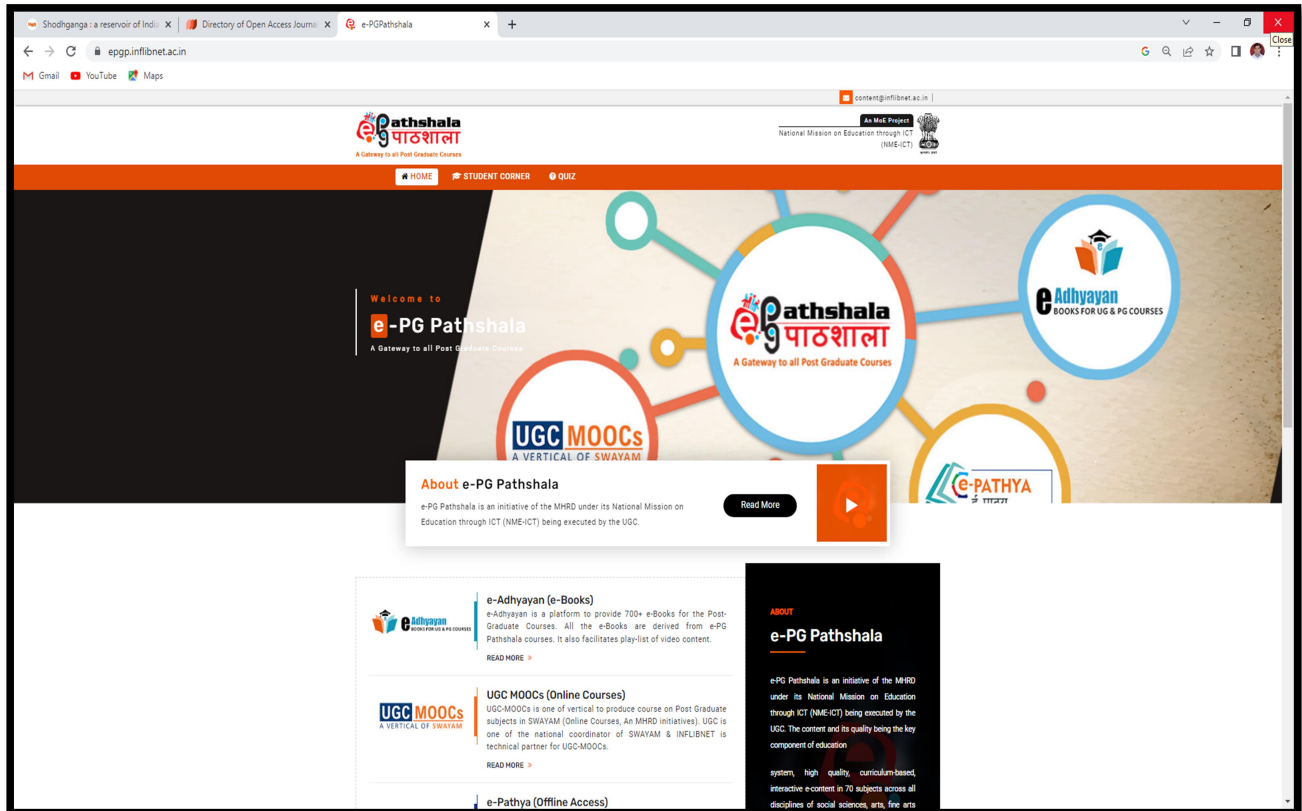 Shodhganga : a reservoir of India
Directory of Open Access Journal
e-PGPathshala
Close
epgp.inflibnet.ac.in
Gmail YouTube Maps
content@inflibnet.ac.in |
ePG athshala
पाठशाला
A Gateway to all Post Graduate Courses
An MoE Project
National Mission on Education through ICT
(NME-ICT)
HOME STUDENT CORNER QUIZ
Welcome to
e-PG Pathshala
A Gateway to all Post Graduate Courses
ePG athshala
पाठशाला
A Gateway to all Post Graduate Courses
e Adhyayan
BOOKS FOR UG & PG COURSES
UGC MOOCs
A VERTICAL OF SWAYAM
e-PATHYA
About e-PG Pathshala
e-PG Pathshala is an initiative of the MHRD under its National Mission on
Education through ICT (NME-ICT) being executed by the UGC.
Read More
e Adhyayan
BOOKS FOR UG & PG COURSES
e-Adhyayan (e-Books)
e-Adhyayan is a platform to provide 700+ e-Books for the Post-
Graduate Courses. All the e-Books are derived from e-PG
Pathshala courses. It also facilitates play-list of video content.
READ MORE »
UGC MOOCs
A VERTICAL OF SWAYAM
UGC MOOCs (Online Courses)
UGC-MOOCs is one of vertical to produce course on Post Graduate
subjects in SWAYAM (Online Courses, An MHRD initiatives). UGC is
one of the national coordinator of SWAYAM & INFLIBNET is
technical partner for UGC-MOOCs.
READ MORE »
e-Pathya (Offline Access)
ABOUT
e-PG Pathshala
e-PG Pathshala is an initiative of the MHRD
under its National Mission on Education
through ICT (NME-ICT) being executed by the
UGC. The content and its quality being the key
component of education
system, high quality, curriculum-based,
interactive e-content in 70 subjects across all
disciplines of social sciences, arts, fine arts